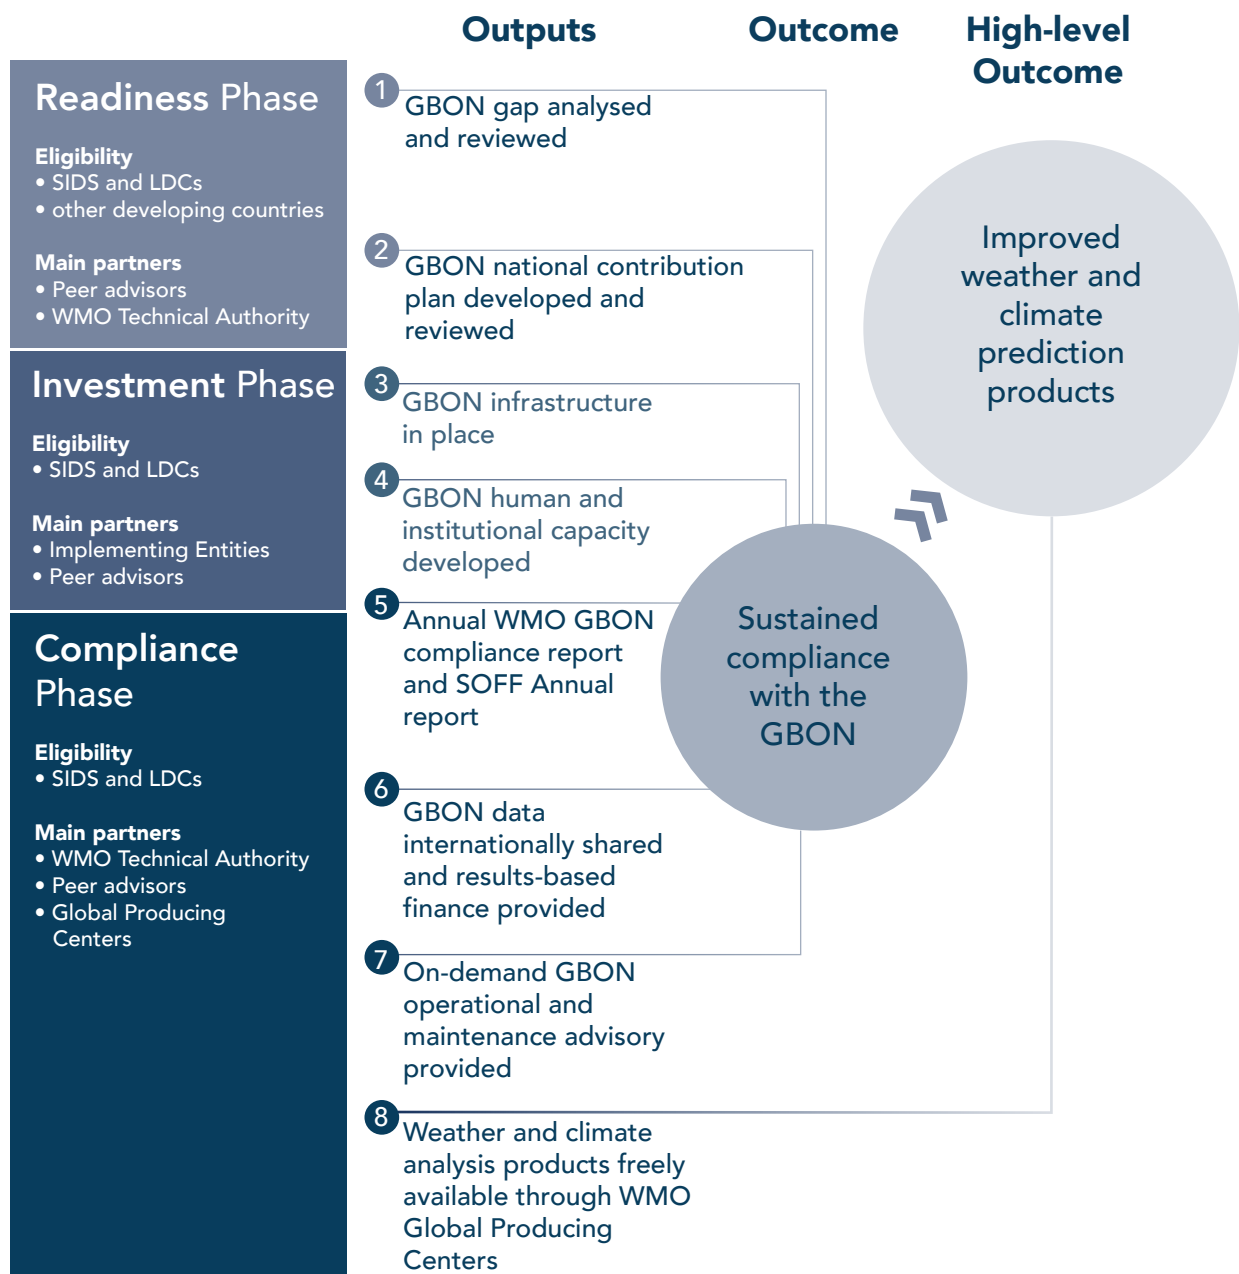 Outputs
Outcome
High-level
Outcome
Readiness Phase
Eligibility
• SIDS and LDCs
• other developing countries
Main partners
• Peer advisors
• WMO Technical Authority
Investment Phase
Eligibility
• SIDS and LDCs
Main partners
• Implementing Entities
• Peer advisors
Compliance
Phase
Eligibility
• SIDS and LDCs
Main partners
• WMO Technical Authority
• Peer advisors
• Global Producing
Centers
1
GBON gap analysed
and reviewed
2
GBON national contribution
plan developed and
reviewed
3
GBON infrastructure
in place
4
GBON human and
institutional capacity
developed
5
Annual WMO GBON
compliance report
and SOFF Annual
report
6
GBON data
internationally shared
and results-based
finance provided
7
On-demand GBON
operational and
maintenance advisory
provided
8
Weather and climate
analysis products freely
available through WMO
Global Producing
Centers
Sustained
compliance
with the
GBON
Improved
weather and
climate
prediction
products